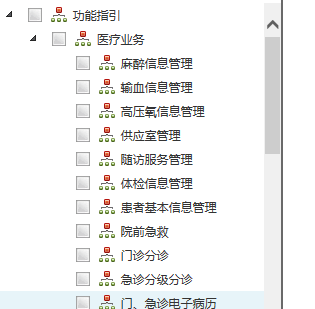 功能指引
医疗业务
麻醉信息管理
输血信息管理
高压氧信息管理
供应室管理
随访服务管理
体检信息管理
患者基本信息管理
院前急救
门诊分诊
急诊分级分诊
门、急诊电子病历